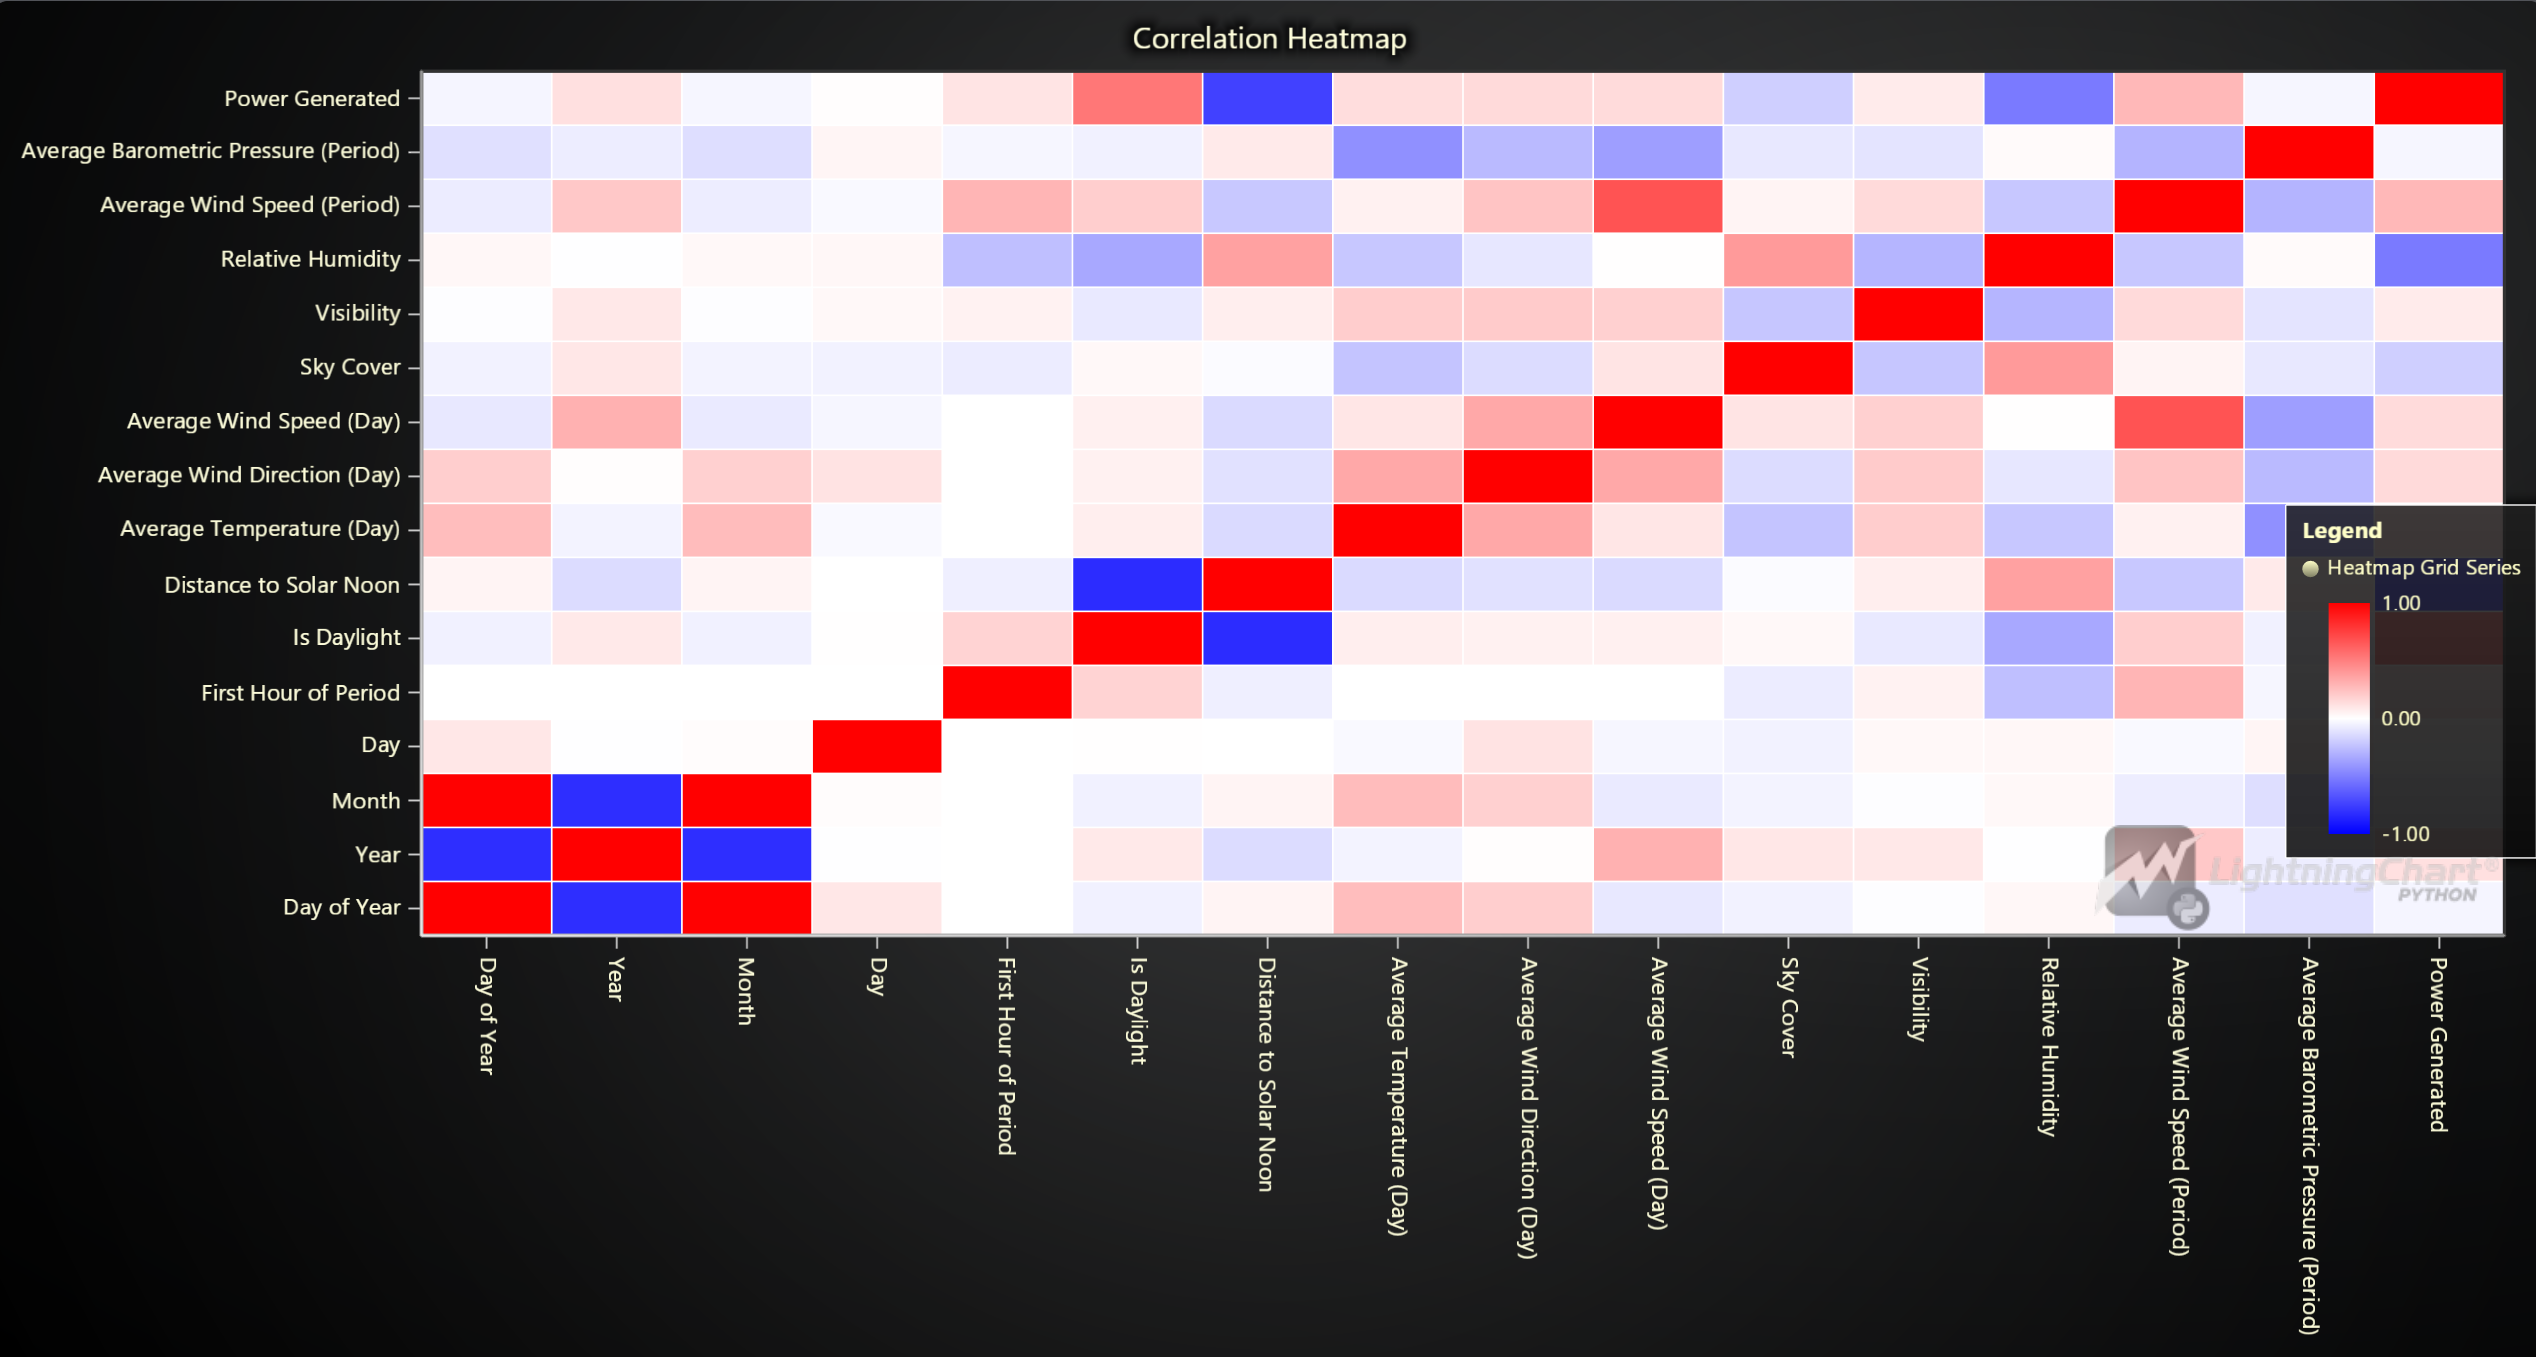 Correlation Heatmap
Power Generated
Average Barometric Pressure (Period)
Average Wind Speed (Period)
Relative Humidity
Visibility
Sky Cover
Average Wind Speed (Day)
Average Wind Direction (Day)
Average Temperature (Day)
Distance to Solar Noon
Is Daylight
First Hour of Period
Day
Month
Year
Day of Year
Legend
Heatmap Grid Series
1.00
0.00
-1.00
LightningChart®
PYTHON
Day of Year
Year
Month
Day
First Hour of Period
Is Daylight
Distance to Solar Noon
Average Temperature (Day)
Average Wind Direction (Day)
Average Wind Speed (Day)
Sky Cover
Visibility
Relative Humidity
Average Wind Speed (Period)
Average Barometric Pressure (Period)
Power Generated